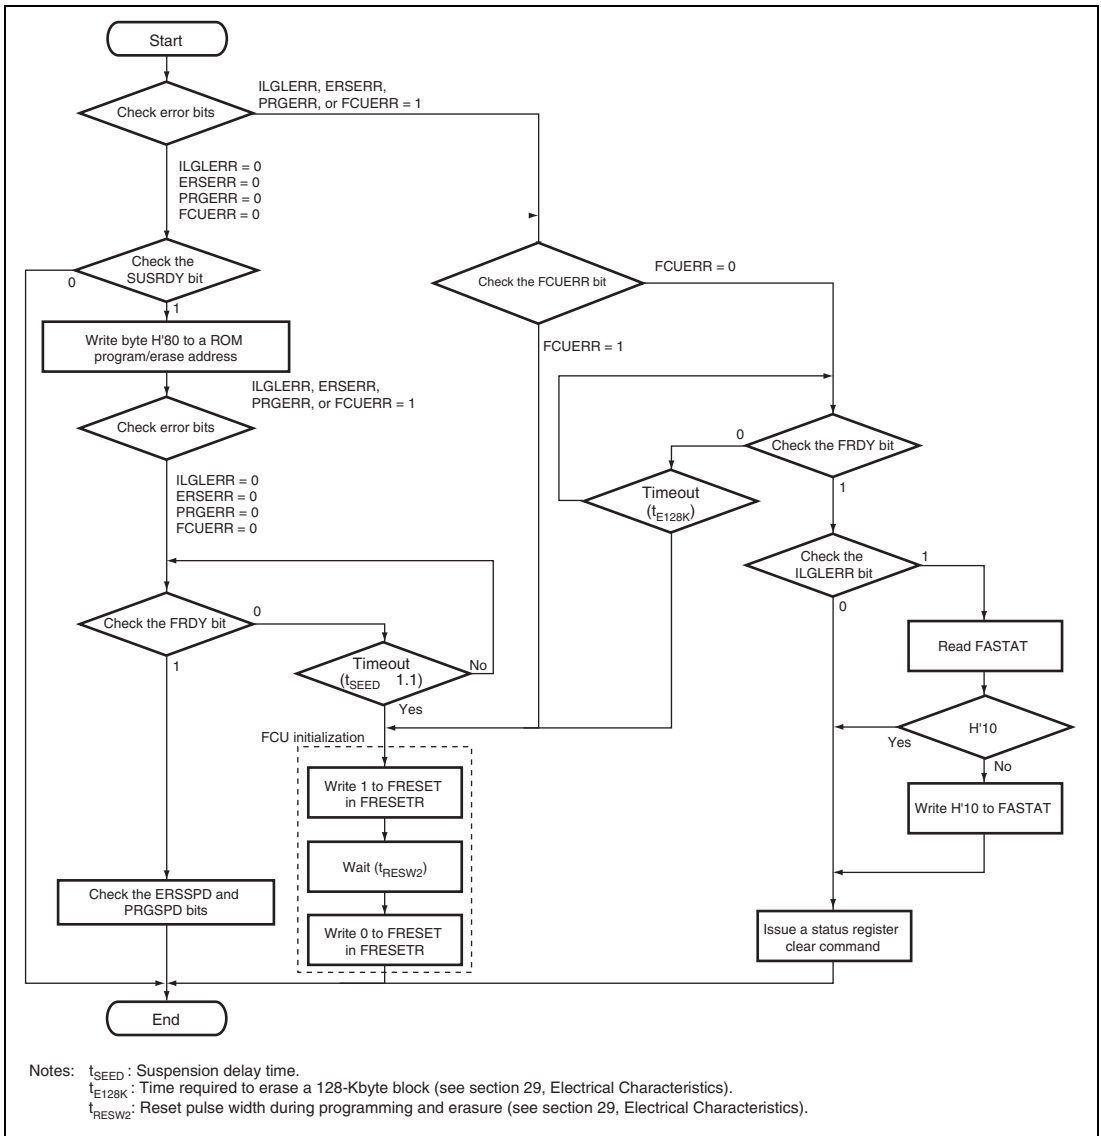 Start
Check error bits
ILGLERR, ERSERR,
PRGERR, or FCUERR = 1
ILGLERR = 0
ERSERR = 0
PRGERR = 0
FCUERR = 0
Check the
SUSRDY bit
0
1
Write byte H'80 to a ROM
program/erase address
ILGLERR, ERSERR,
PRGERR, or FCUERR = 1
Check error bits
ILGLERR = 0
ERSERR = 0
PRGERR = 0
FCUERR = 0
Check the FRDY bit
0
1
Timeout
(tSEED 1.1)
No
Yes
FCU initialization
Write 1 to FRESET
in FRESETR
Wait (tRESW2)
Write 0 to FRESET
in FRESETR
Check the ERSSPD and
PRGSPD bits
End
Check the FCUERR bit
FCUERR = 0
FCUERR = 1
Check the FRDY bit
0
1
Timeout
(tE128K)
Check the
ILGLERR bit
1
0
Read FASTAT
H'10
Yes
No
Write H'10 to FASTAT
Issue a status register
clear command
Notes: tSEED : Suspension delay time.
tE128K : Time required to erase a 128-Kbyte block (see section 29, Electrical Characteristics).
tRESW2: Reset pulse width during programming and erasure (see section 29, Electrical Characteristics).